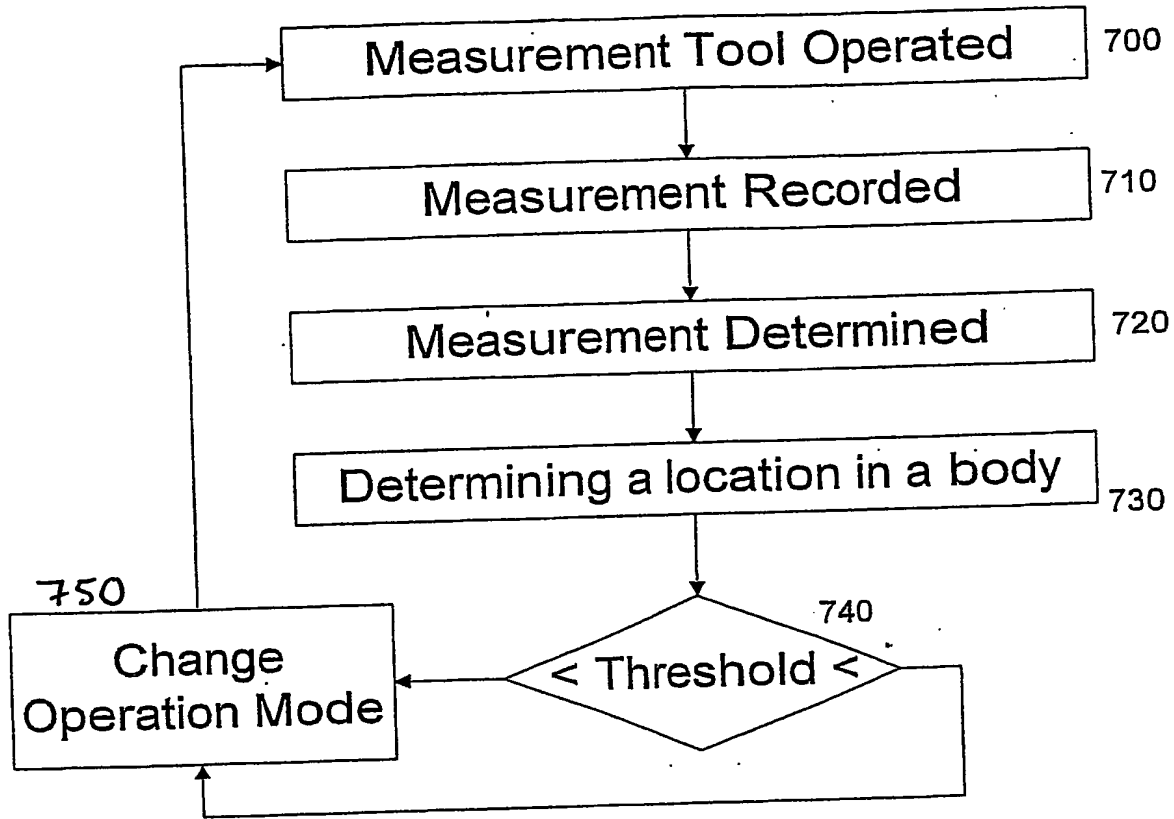 Measurement Tool Operated 700
Measurement Recorded 710
Measurement Determined 720
Determining a location in a body 730
750
740
< Threshold <
Change
Operation Mode